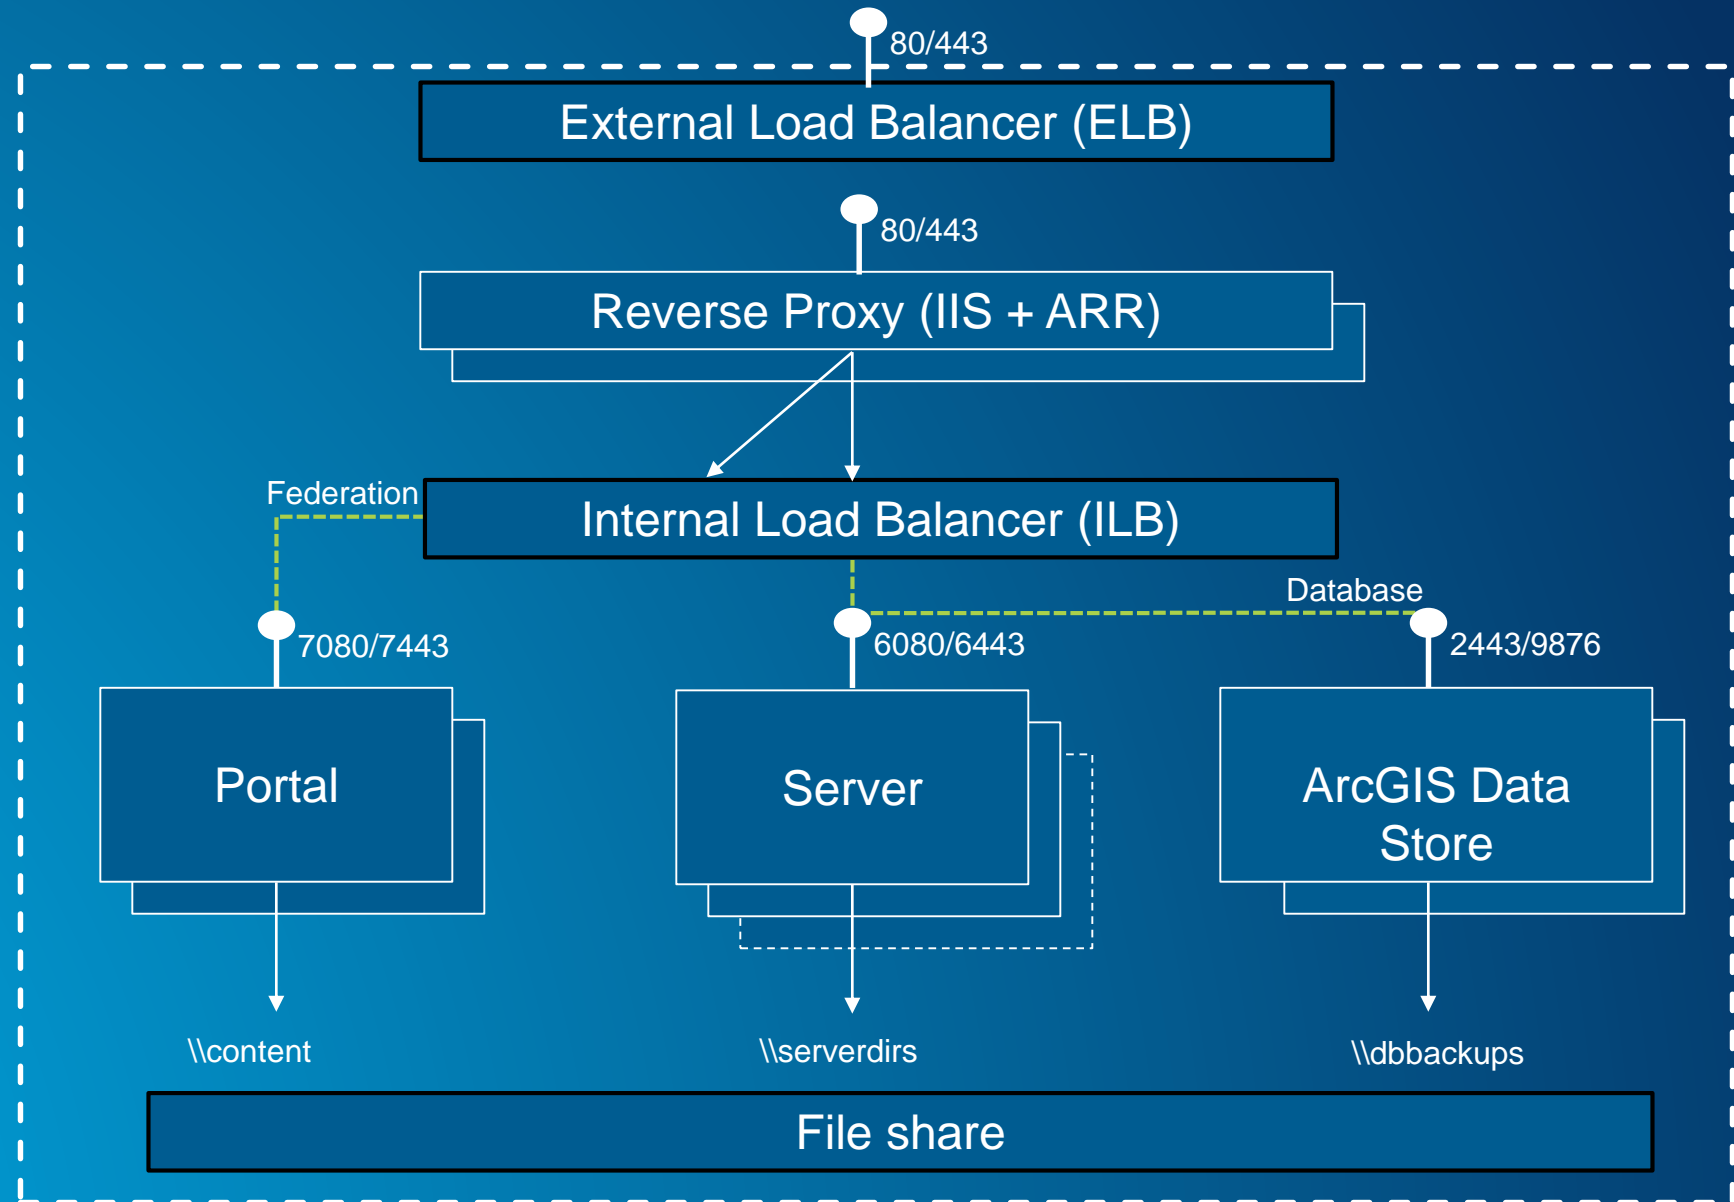 80/443
External Load Balancer (ELB)
80/443
Reverse Proxy (IIS + ARR)
Federation
Internal Load Balancer (ILB)
Database
7080/7443
6080/6443
2443/9876
Portal
Server
ArcGIS Data
Store
\\content
\\serverdirs
\\dbbackups
File share